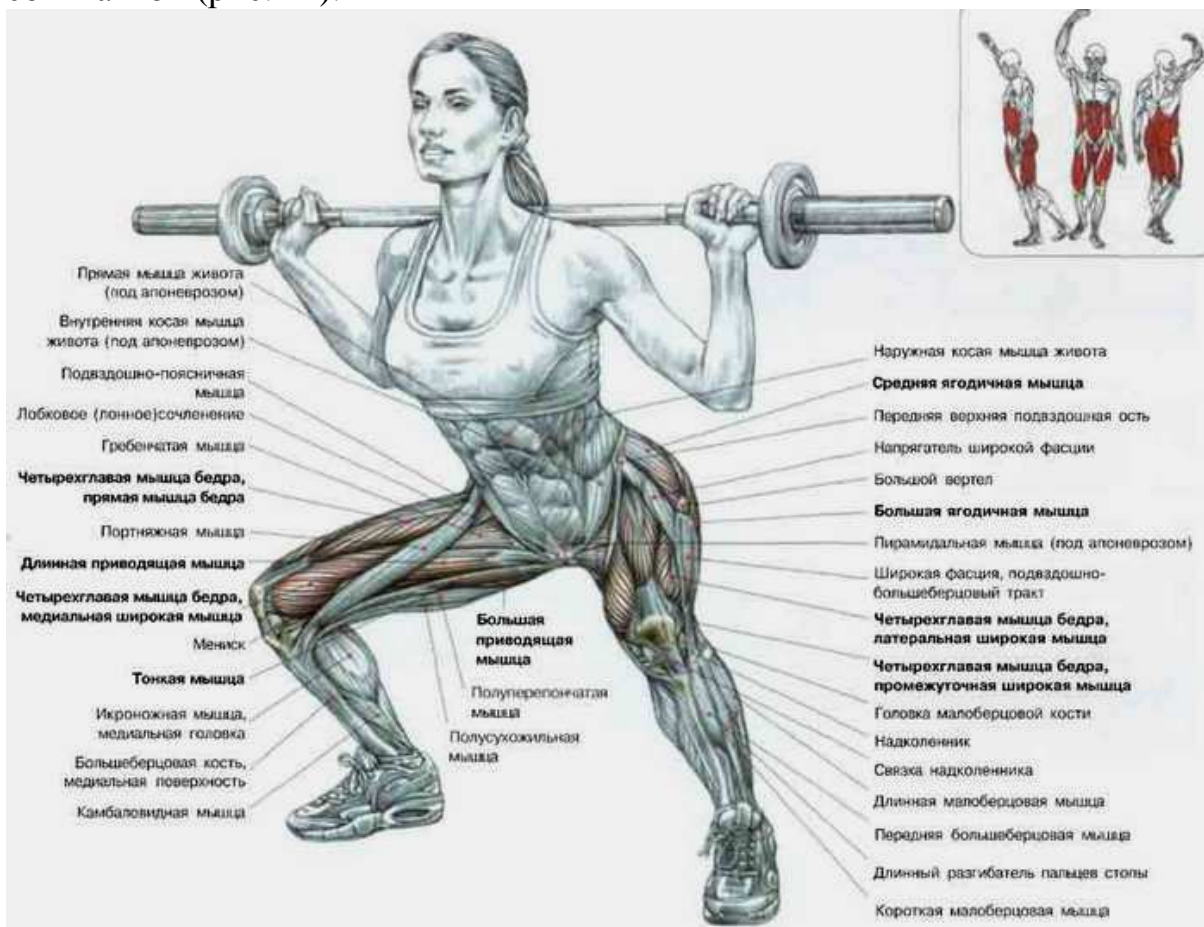 Прямая мышца живота
(под апоневрозом)
Внутренняя косая мышца
живота (под апоневрозом)
Подвздошно-поясничная
мышца
Лобковое (лонное)сочленение
Гребенчатая мышца
Четырехглавая мышца бедра,
прямая мышца бедра
Портняжная мышца
Длинная приводящая мышца
Четырехглавая мышца бедра,
медиальная широкая мышца
Мениск
Тонкая мышца
Икроножная мышца,
медиальная головка
Большеберцовая кость,
медиальная поверхность
Камбаловидная мышца
Большая
приводящая
мышца
Полуперепончатая
мышца
Полусухожильная
мышца
Наружная косая мышца живота
Средняя ягодичная мышца
Передняя верхняя подвздошная ость
Напрягатель широкой фасции
Большой вертел
Большая ягодичная мышца
Пирамидальная мышца (под апоневрозом)
Широкая фасция, подвздошно-
большеберцовый тракт
Четырехглавая мышца бедра,
латеральная широкая мышца
Четырехглавая мышца бедра,
промежуточная широкая мышца
Головка малоберцовой кости
Надколенник
Связка надколенника
Длинная малоберцовая мышца
Передняя большеберцовая мышца
Длинный разгибатель пальцев стопы
Короткая малоберцовая мышца